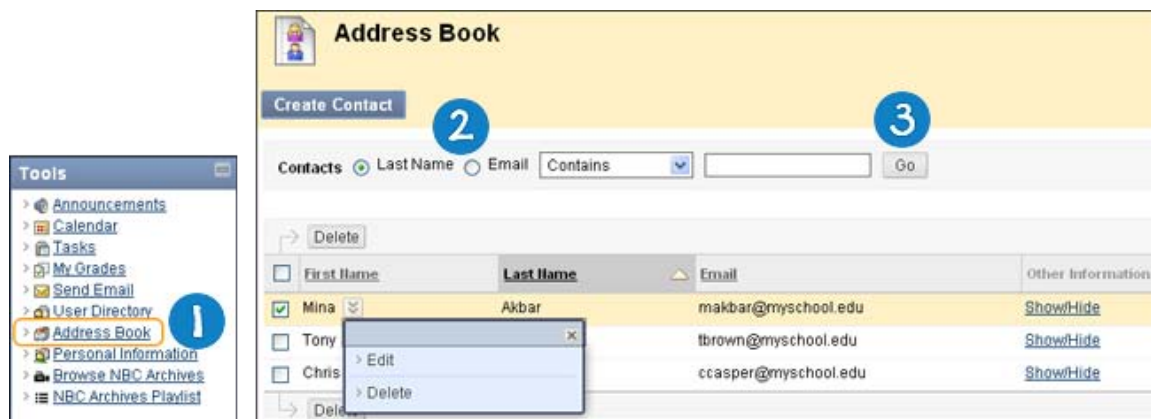 Tools
Announcements
Calendar
Tasks
My Grades
Send Email
User Directory
Address Book
1
Personal Information
Browse NBC Archives
NBC Archives Playlist
Address Book
Create Contact
2
3
Contacts Last Name Email Contains Go
Delete
First Name Last Name Email Other Information
Mina Akbar makbar@myschool.edu Show/Hide
Tony tbrown@myschool.edu Show/Hide
Chris ccasper@myschool.edu Show/Hide
Edit
Delete